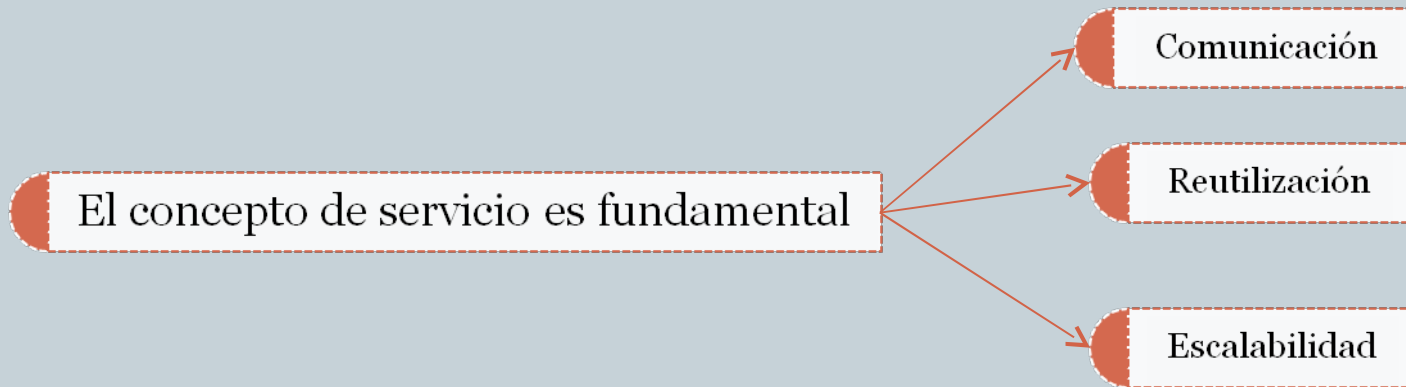 El concepto de servicio es fundamental
Comunicación
Reutilización
Escalabilidad